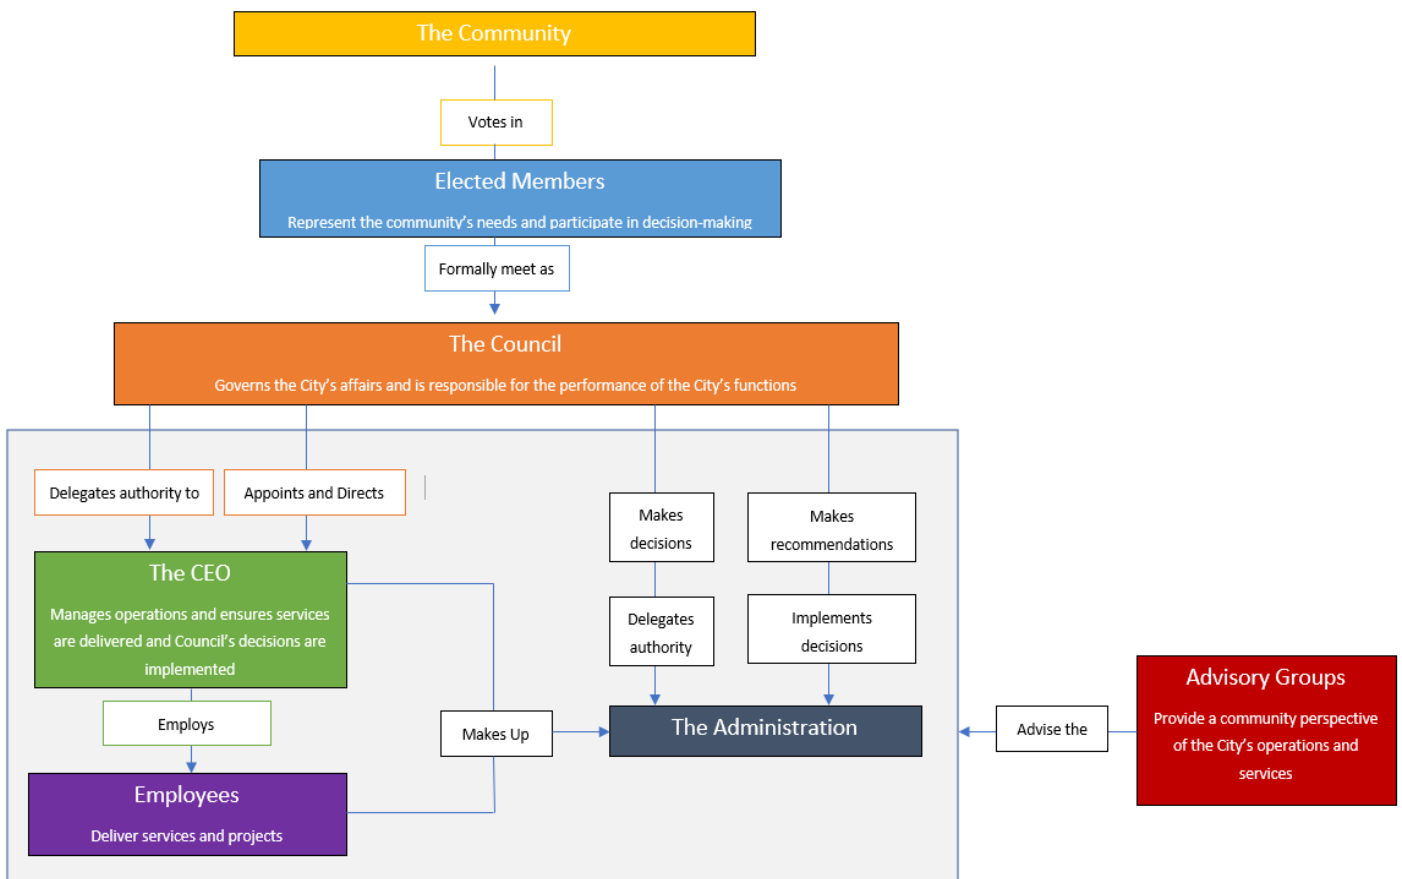 The Community
Votes in
Elected Members
Represent the community's needs and participate in decision-making
Formally meet as
The Council
Governs the City's affairs and is responsible for the performance of the City's functions
Delegates authority to
Appoints and Directs
Makes
decisions
Makes
recommendations
The CEO
Manages operations and ensures services
are delivered and Council's decisions are
implemented
Delegates
authority
Implements
decisions
Employs
Makes Up
The Administration
Advise the
Advisory Groups
Provide a community perspective
of the City's operations and
services
Employees
Deliver services and projects